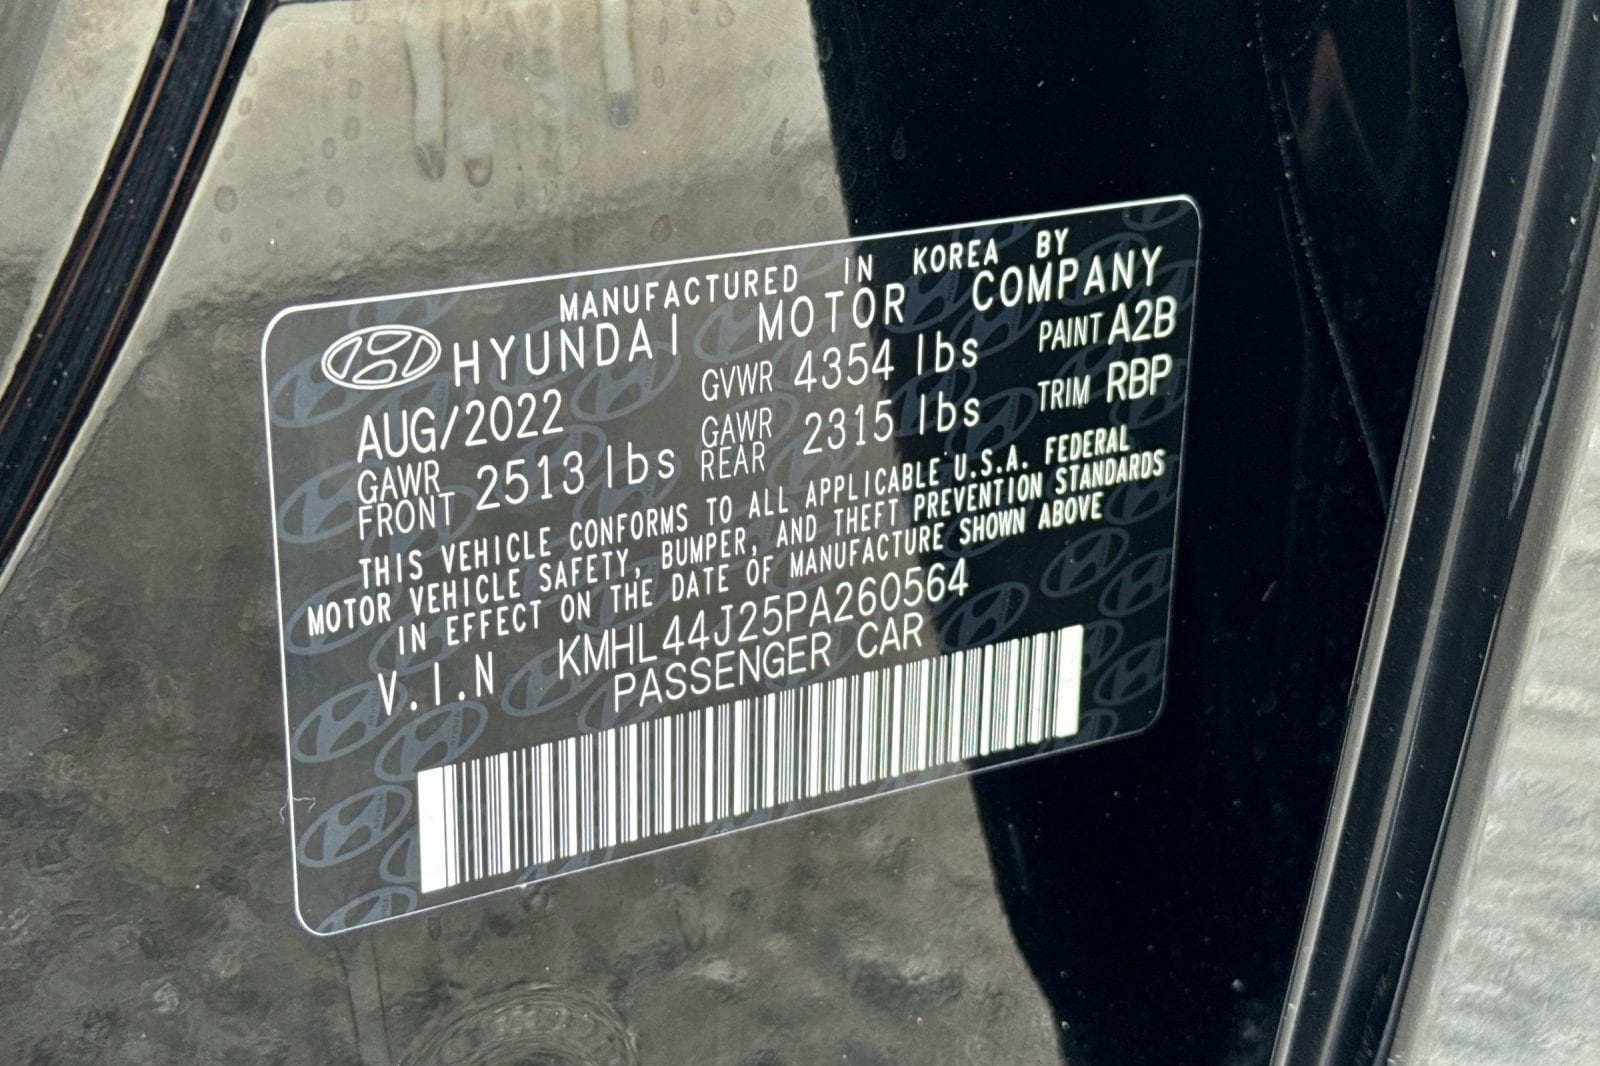 MANUFACTURED IN KOREA BY
HYUNDAI MOTOR COMPANY
AUG/2022 GVWR 4354 lbs PAINT A2B
GAWR FRONT 2513 lbs GAWR REAR 2315 lbs TRIM RBP
THIS VEHICLE CONFORMS TO ALL APPLICABLE U.S.A. FEDERAL
MOTOR VEHICLE SAFETY, BUMPER, AND THEFT PREVENTION STANDARDS
IN EFFECT ON THE DATE OF MANUFACTURE SHOWN ABOVE
V.I.N KMHL44J25PA260564
PASSENGER CAR